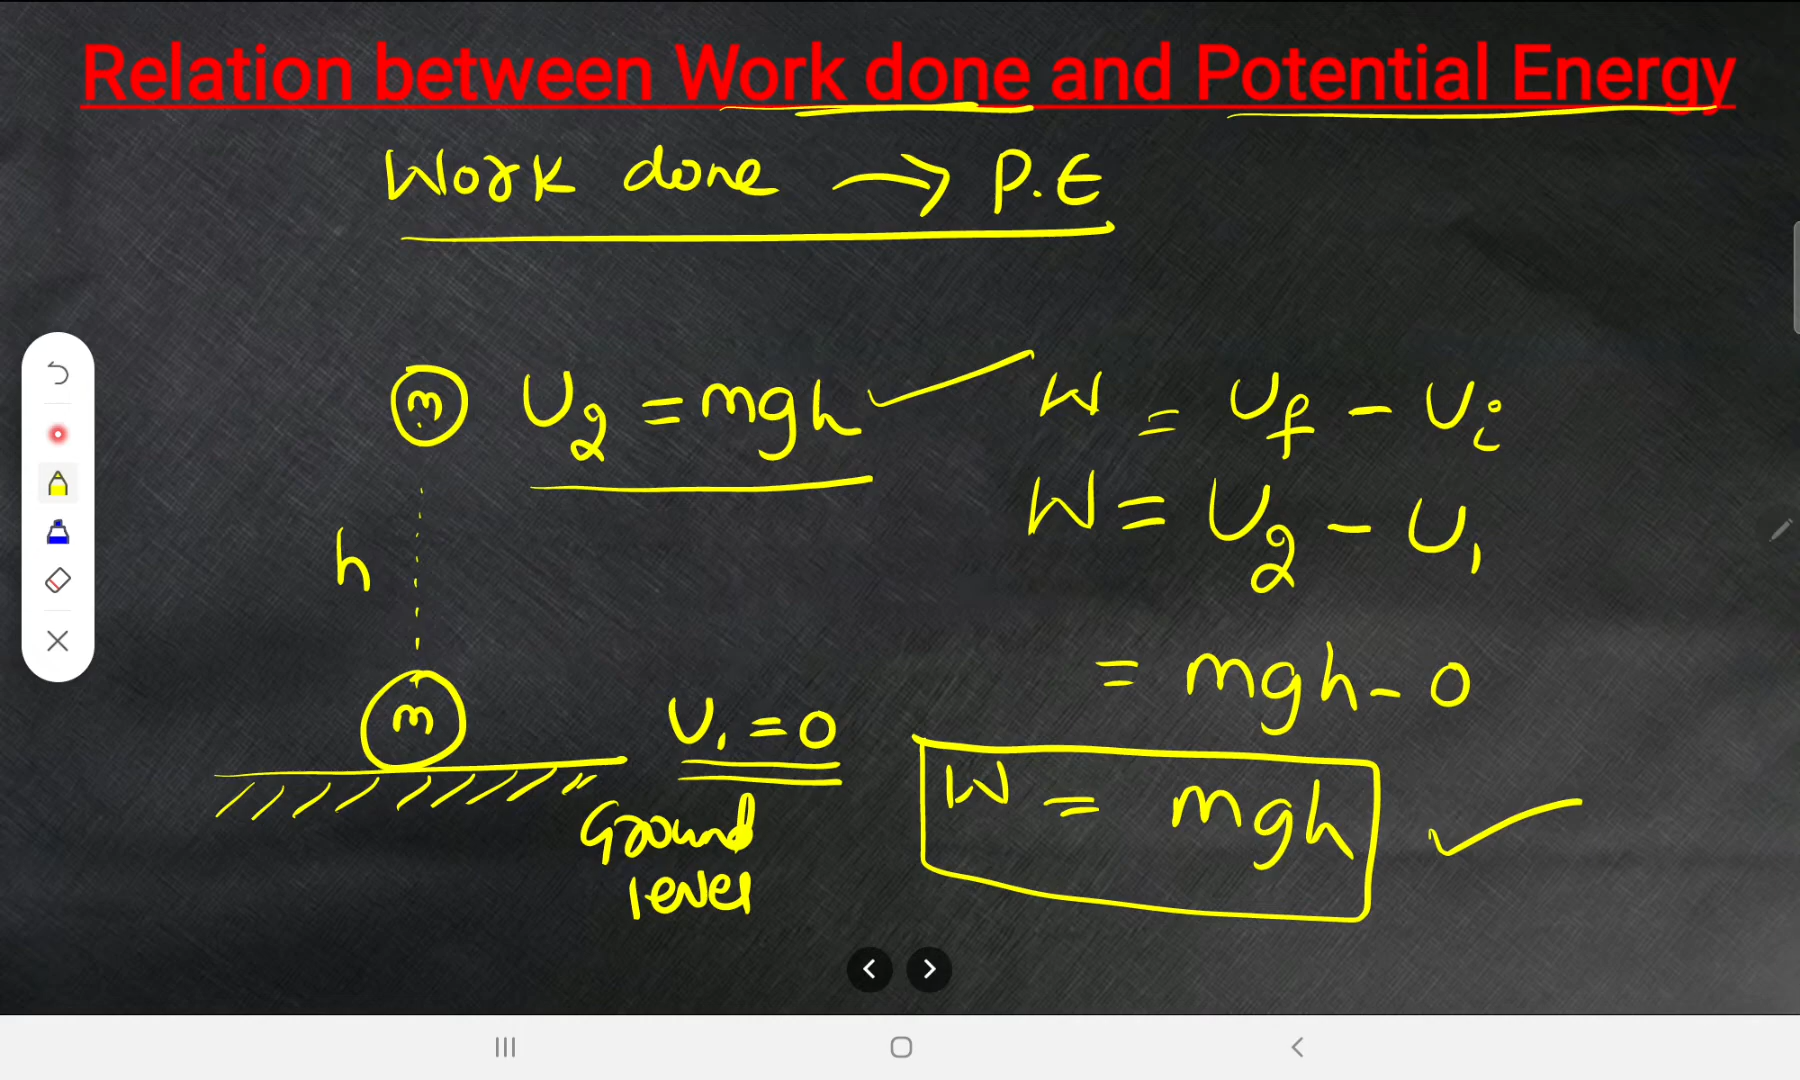 Relation between Work done and Potential Energy
Work done → P.E
m U₂ = mgh ✓
W = Uf - Ui
W = U₂ - U₁
h
= mgh - 0
m
U₁ = 0
Ground
level
W = mgh ✓